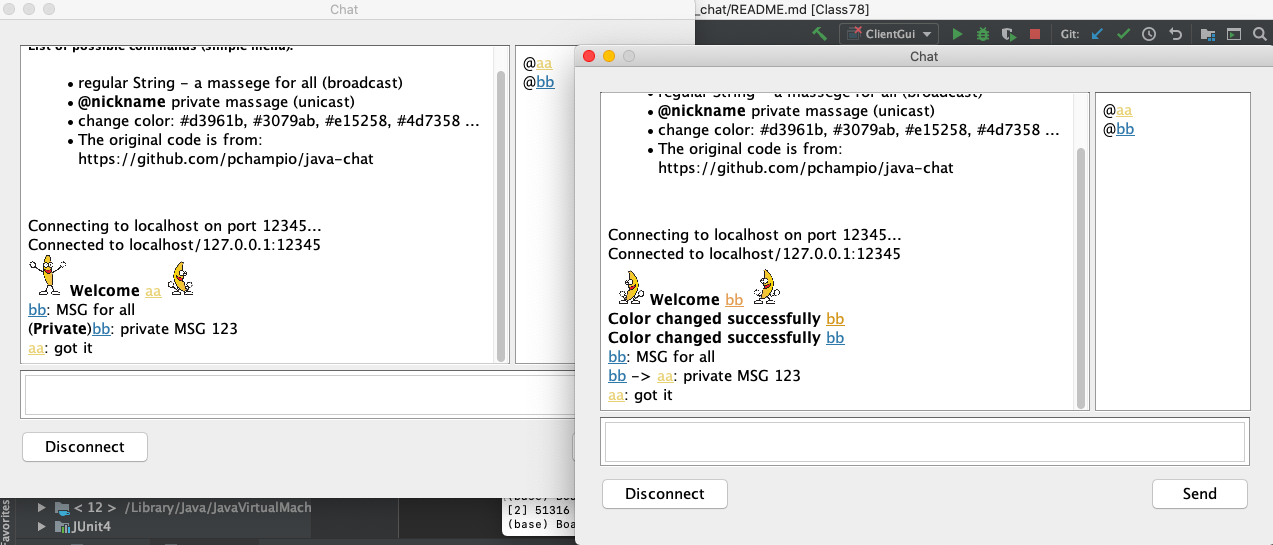 Chat
_chat/README.md [Class78]
ClientGui
Git:
List of possible commands (simple menu):
• regular String – a massege for all (broadcast)
• @nickname private massage (unicast)
• change color: #d3961b, #3079ab, #e15258, #4d7358 ...
• The original code is from:
https://github.com/pchampio/java-chat
Connecting to localhost on port 12345...
Connected to localhost/127.0.0.1:12345
Welcome aa
bb: MSG for all
(Private)bb: private MSG 123
aa: got it
@aa
@bb
Disconnect
Chat
• regular String – a massege for all (broadcast)
• @nickname private massage (unicast)
• change color: #d3961b, #3079ab, #e15258, #4d7358 ...
• The original code is from:
https://github.com/pchampio/java-chat
Connecting to localhost on port 12345...
Connected to localhost/127.0.0.1:12345
Welcome bb
Color changed successfully bb
Color changed successfully bb
bb: MSG for all
bb -> aa: private MSG 123
aa: got it
@aa
@bb
Disconnect
Send
Favorites
< 12 > /Library/Java/JavaVirtualMach
JUnit4
(base) Boa
[2] 51316
(base) Boa